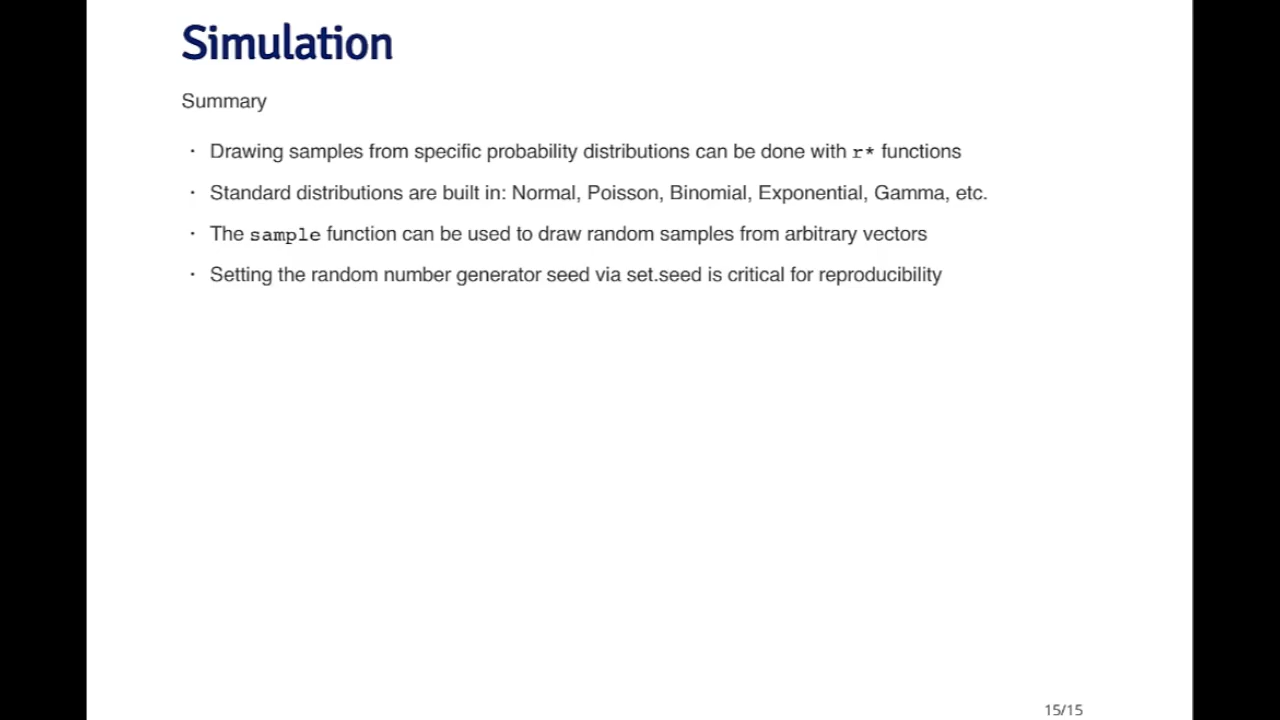 Simulation
Summary
· Drawing samples from specific probability distributions can be done with r* functions
· Standard distributions are built in: Normal, Poisson, Binomial, Exponential, Gamma, etc.
· The sample function can be used to draw random samples from arbitrary vectors
· Setting the random number generator seed via set.seed is critical for reproducibility
15/15